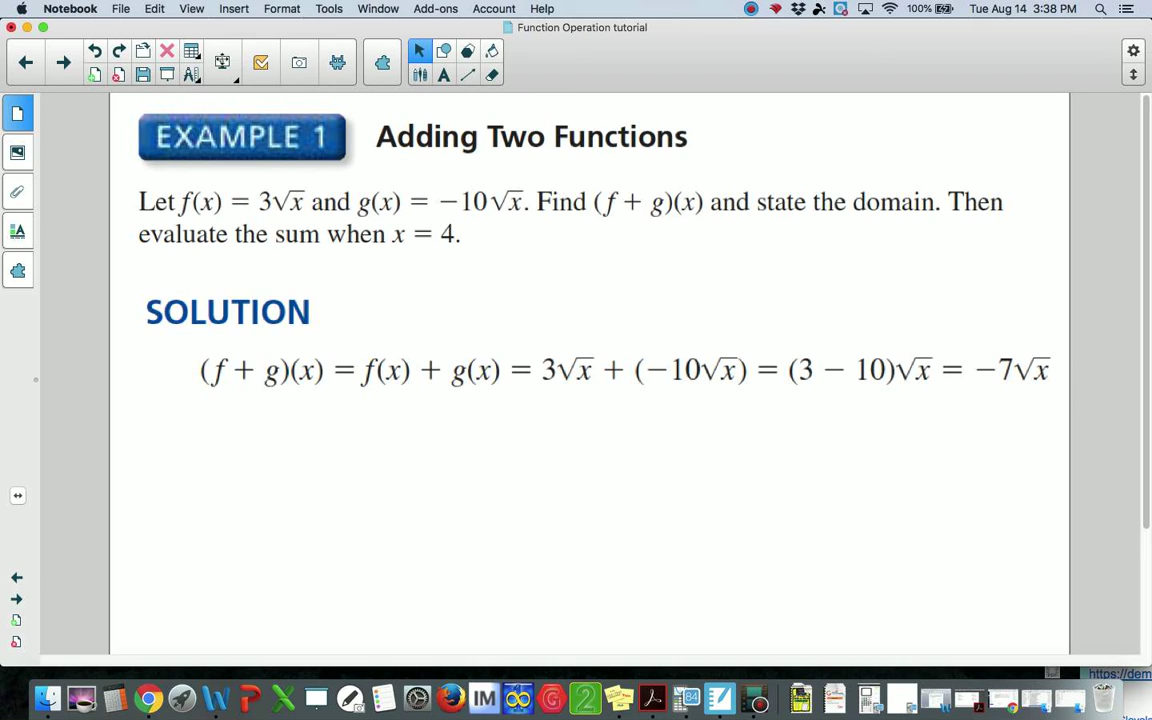 Notebook File Edit View Insert Format Tools Window Add-ons Account Help 100% Tue Aug 14 3:38 PM
Function Operation tutorial
EXAMPLE 1 Adding Two Functions
Let f(x) = 3√x and g(x) = −10√x. Find (f + g)(x) and state the domain. Then
evaluate the sum when x = 4.
SOLUTION
(f + g)(x) = f(x) + g(x) = 3√x + (−10√x) = (3 − 10)√x = −7√x
https://dem